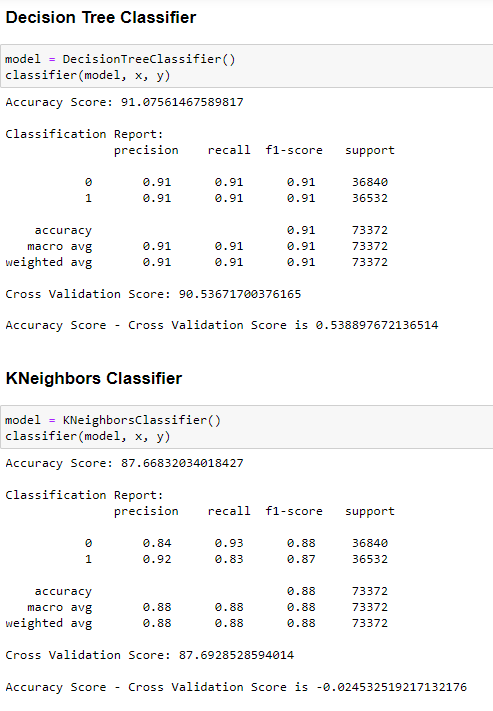 Decision Tree Classifier
model = DecisionTreeClassifier()
classifier(model, x, y)
Accuracy Score: 91.07561467589817
Classification Report:
precision recall f1-score support
0 0.91 0.91 0.91 36840
1 0.91 0.91 0.91 36532
accuracy 0.91 73372
macro avg 0.91 0.91 0.91 73372
weighted avg 0.91 0.91 0.91 73372
Cross Validation Score: 90.53671700376165
Accuracy Score - Cross Validation Score is 0.538897672136514
KNeighbors Classifier
model = KNeighborsClassifier()
classifier(model, x, y)
Accuracy Score: 87.66832034018427
Classification Report:
precision recall f1-score support
0 0.84 0.93 0.88 36840
1 0.92 0.83 0.87 36532
accuracy 0.88 73372
macro avg 0.88 0.88 0.88 73372
weighted avg 0.88 0.88 0.88 73372
Cross Validation Score: 87.6928528594014
Accuracy Score - Cross Validation Score is -0.024532519217132176